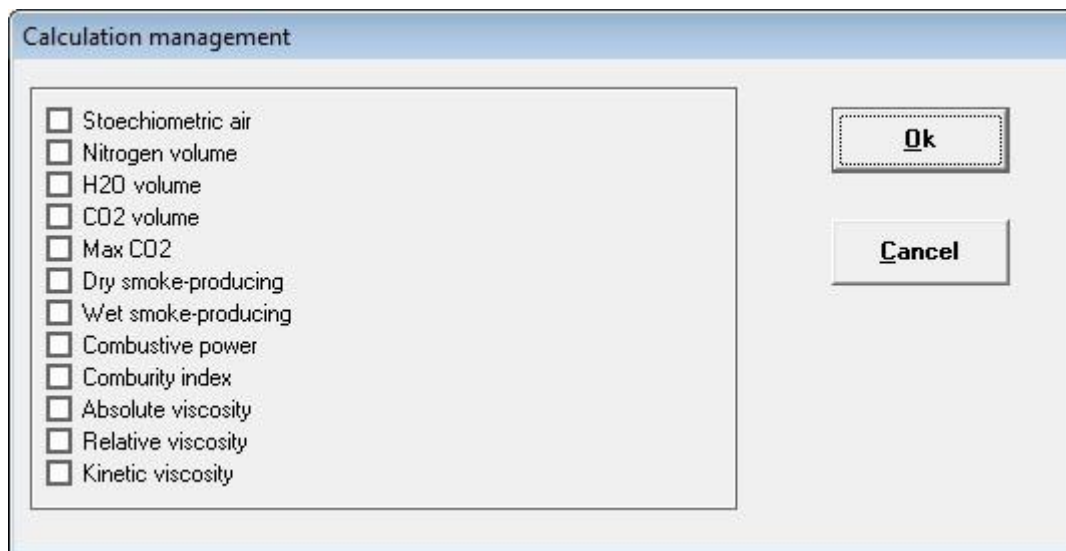 Calculation management
Stoechiometric air
Nitrogen volume
H2O volume
CO2 volume
Max CO2
Dry smoke-producing
Wet smoke-producing
Combustive power
Comburity index
Absolute viscosity
Relative viscosity
Kinetic viscosity
Ok
Cancel